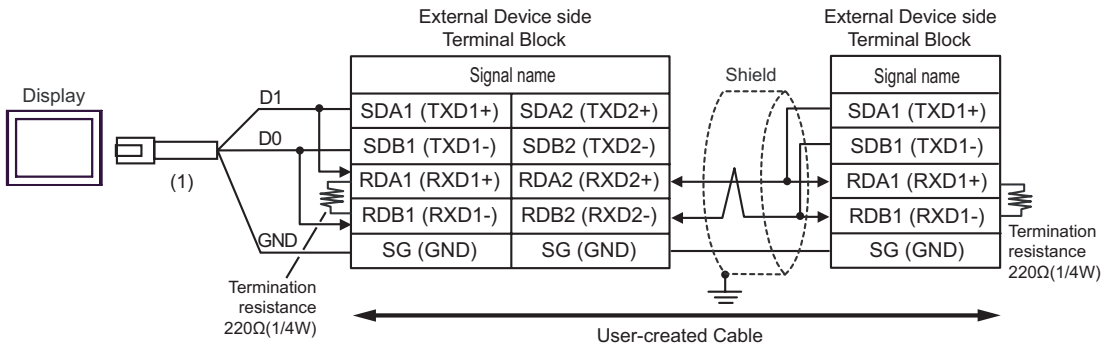 External Device side
Terminal Block
External Device side
Terminal Block
Display
(1)
D1
D0
GND
Signal name
SDA1 (TXD1+) SDA2 (TXD2+)
SDB1 (TXD1-) SDB2 (TXD2-)
RDA1 (RXD1+) RDA2 (RXD2+)
RDB1 (RXD1-) RDB2 (RXD2-)
SG (GND) SG (GND)
Termination
resistance
220Ω(1/4W)
Shield
Signal name
SDA1 (TXD1+)
SDB1 (TXD1-)
RDA1 (RXD1+)
RDB1 (RXD1-)
SG (GND)
Termination
resistance
220Ω(1/4W)
User-created Cable